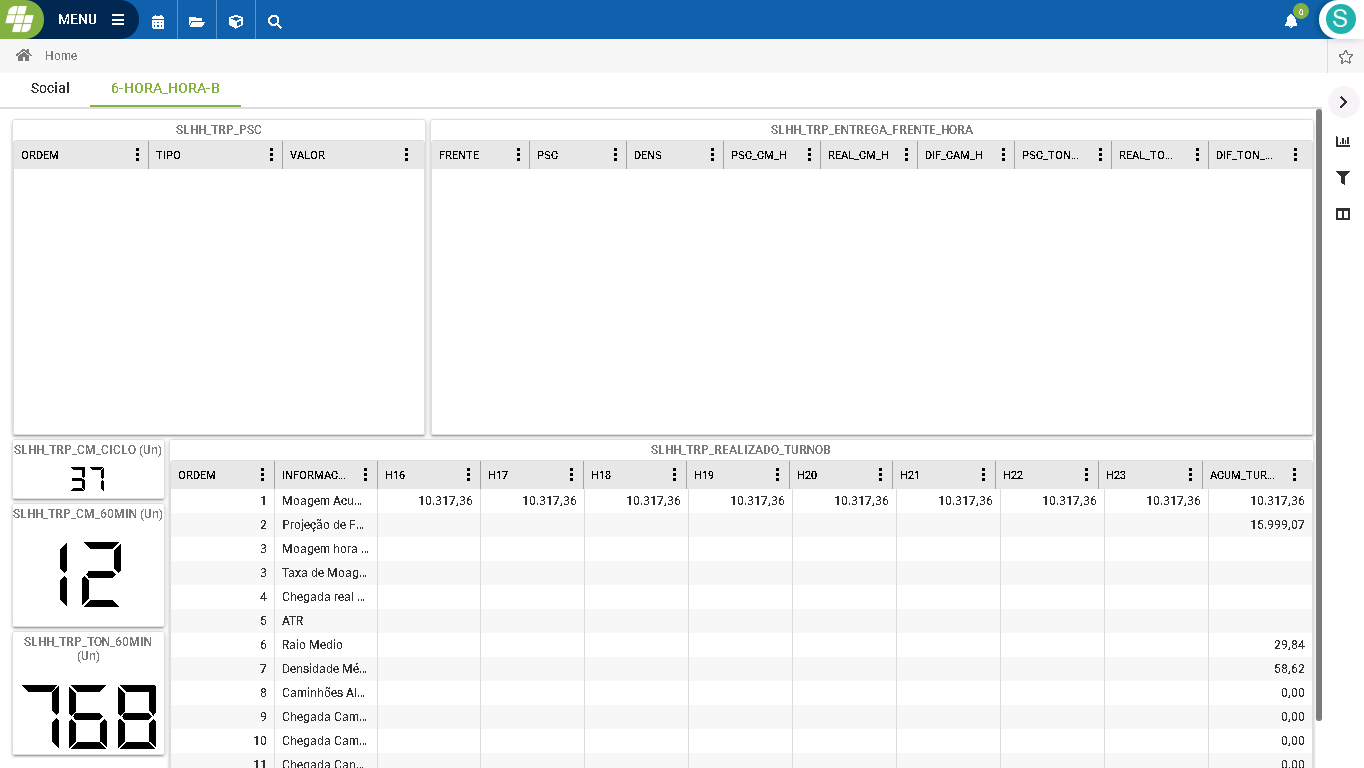 MENU
0
S
Home
Social 6-HORA_HORA-B
SLHH_TRP_PSC
ORDEM TIPO VALOR
SLHH_TRP_ENTREGA_FRENTE_HORA
FRENTE PSC DENS PSC_CM_H REAL_CM_H DIF_CAM_H PSC_TON... REAL_TO... DIF_TON_...
SLHH_TRP_CM_CICLO (Un)
37
SLHH_TRP_CM_60MIN (Un)
12
SLHH_TRP_TON_60MIN
(Un)
768
SLHH_TRP_REALIZADO_TURNOB
ORDEM INFORMAC... H16 H17 H18 H19 H20 H21 H22 H23 ACUM_TUR...
1 Moagem Acu... 10.317,36 10.317,36 10.317,36 10.317,36 10.317,36 10.317,36 10.317,36 10.317,36 10.317,36
2 Projeção de F... 15.999,07
3 Moagem hora ...
3 Taxa de Moag...
4 Chegada real ...
5 ATR
6 Raio Medio 29,84
7 Densidade Mé... 58,62
8 Caminhões Al... 0,00
9 Chegada Cam... 0,00
10 Chegada Cam... 0,00
11 Chegada Can... 0,00